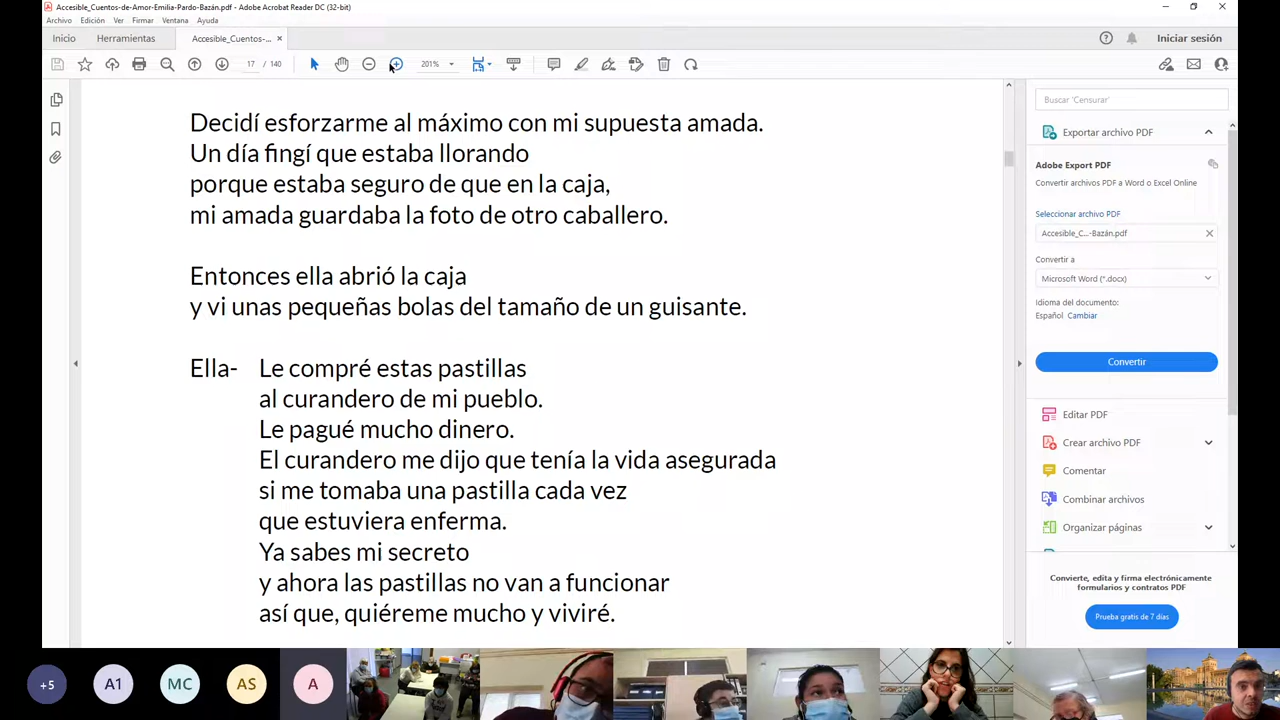 Accesible_Cuentos-de-Amor-Emilia-Pardo-Bazán.pdf - Adobe Acrobat Reader DC (32-bit)
Archivo Edición Ver Firmar Ventana Ayuda
Inicio Herramientas Accesible_Cuentos-... × Iniciar sesión
17 / 140 201%
Decidí esforzarme al máximo con mi supuesta amada.
Un día fingí que estaba llorando
porque estaba seguro de que en la caja,
mi amada guardaba la foto de otro caballero.
Entonces ella abrió la caja
y vi unas pequeñas bolas del tamaño de un guisante.
Ella- Le compré estas pastillas
al curandero de mi pueblo.
Le pagué mucho dinero.
El curandero me dijo que tenía la vida asegurada
si me tomaba una pastilla cada vez
que estuviera enferma.
Ya sabes mi secreto
y ahora las pastillas no van a funcionar
así que, quiéreme mucho y viviré.
Buscar 'Censurar'
Exportar archivo PDF
Adobe Export PDF
Convertir archivos PDF a Word o Excel Online
Seleccionar archivo PDF
Accesible_C...-Bazán.pdf
Convertir a
Microsoft Word (*.docx)
Idioma del documento:
Español Cambiar
Convertir
Editar PDF
Crear archivo PDF
Comentar
Combinar archivos
Organizar páginas
Convierte, edita y firma electrónicamente
formularios y contratos PDF
Prueba gratis de 7 días
+5 A1 MC AS A